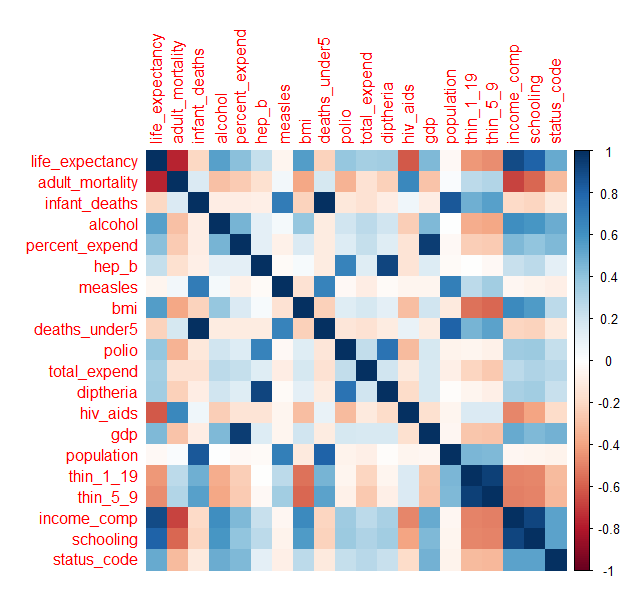 life_expectancy
adult_mortality
infant_deaths
alcohol
percent_expend
hep_b
measles
bmi
deaths_under5
polio
total_expend
diptheria
hiv_aids
gdp
population
thin_1_19
thin_5_9
income_comp
schooling
status_code
life_expectancy
adult_mortality
infant_deaths
alcohol
percent_expend
hep_b
measles
bmi
deaths_under5
polio
total_expend
diptheria
hiv_aids
gdp
population
thin_1_19
thin_5_9
income_comp
schooling
status_code
1
0.8
0.6
0.4
0.2
0
-0.2
-0.4
-0.6
-0.8
-1